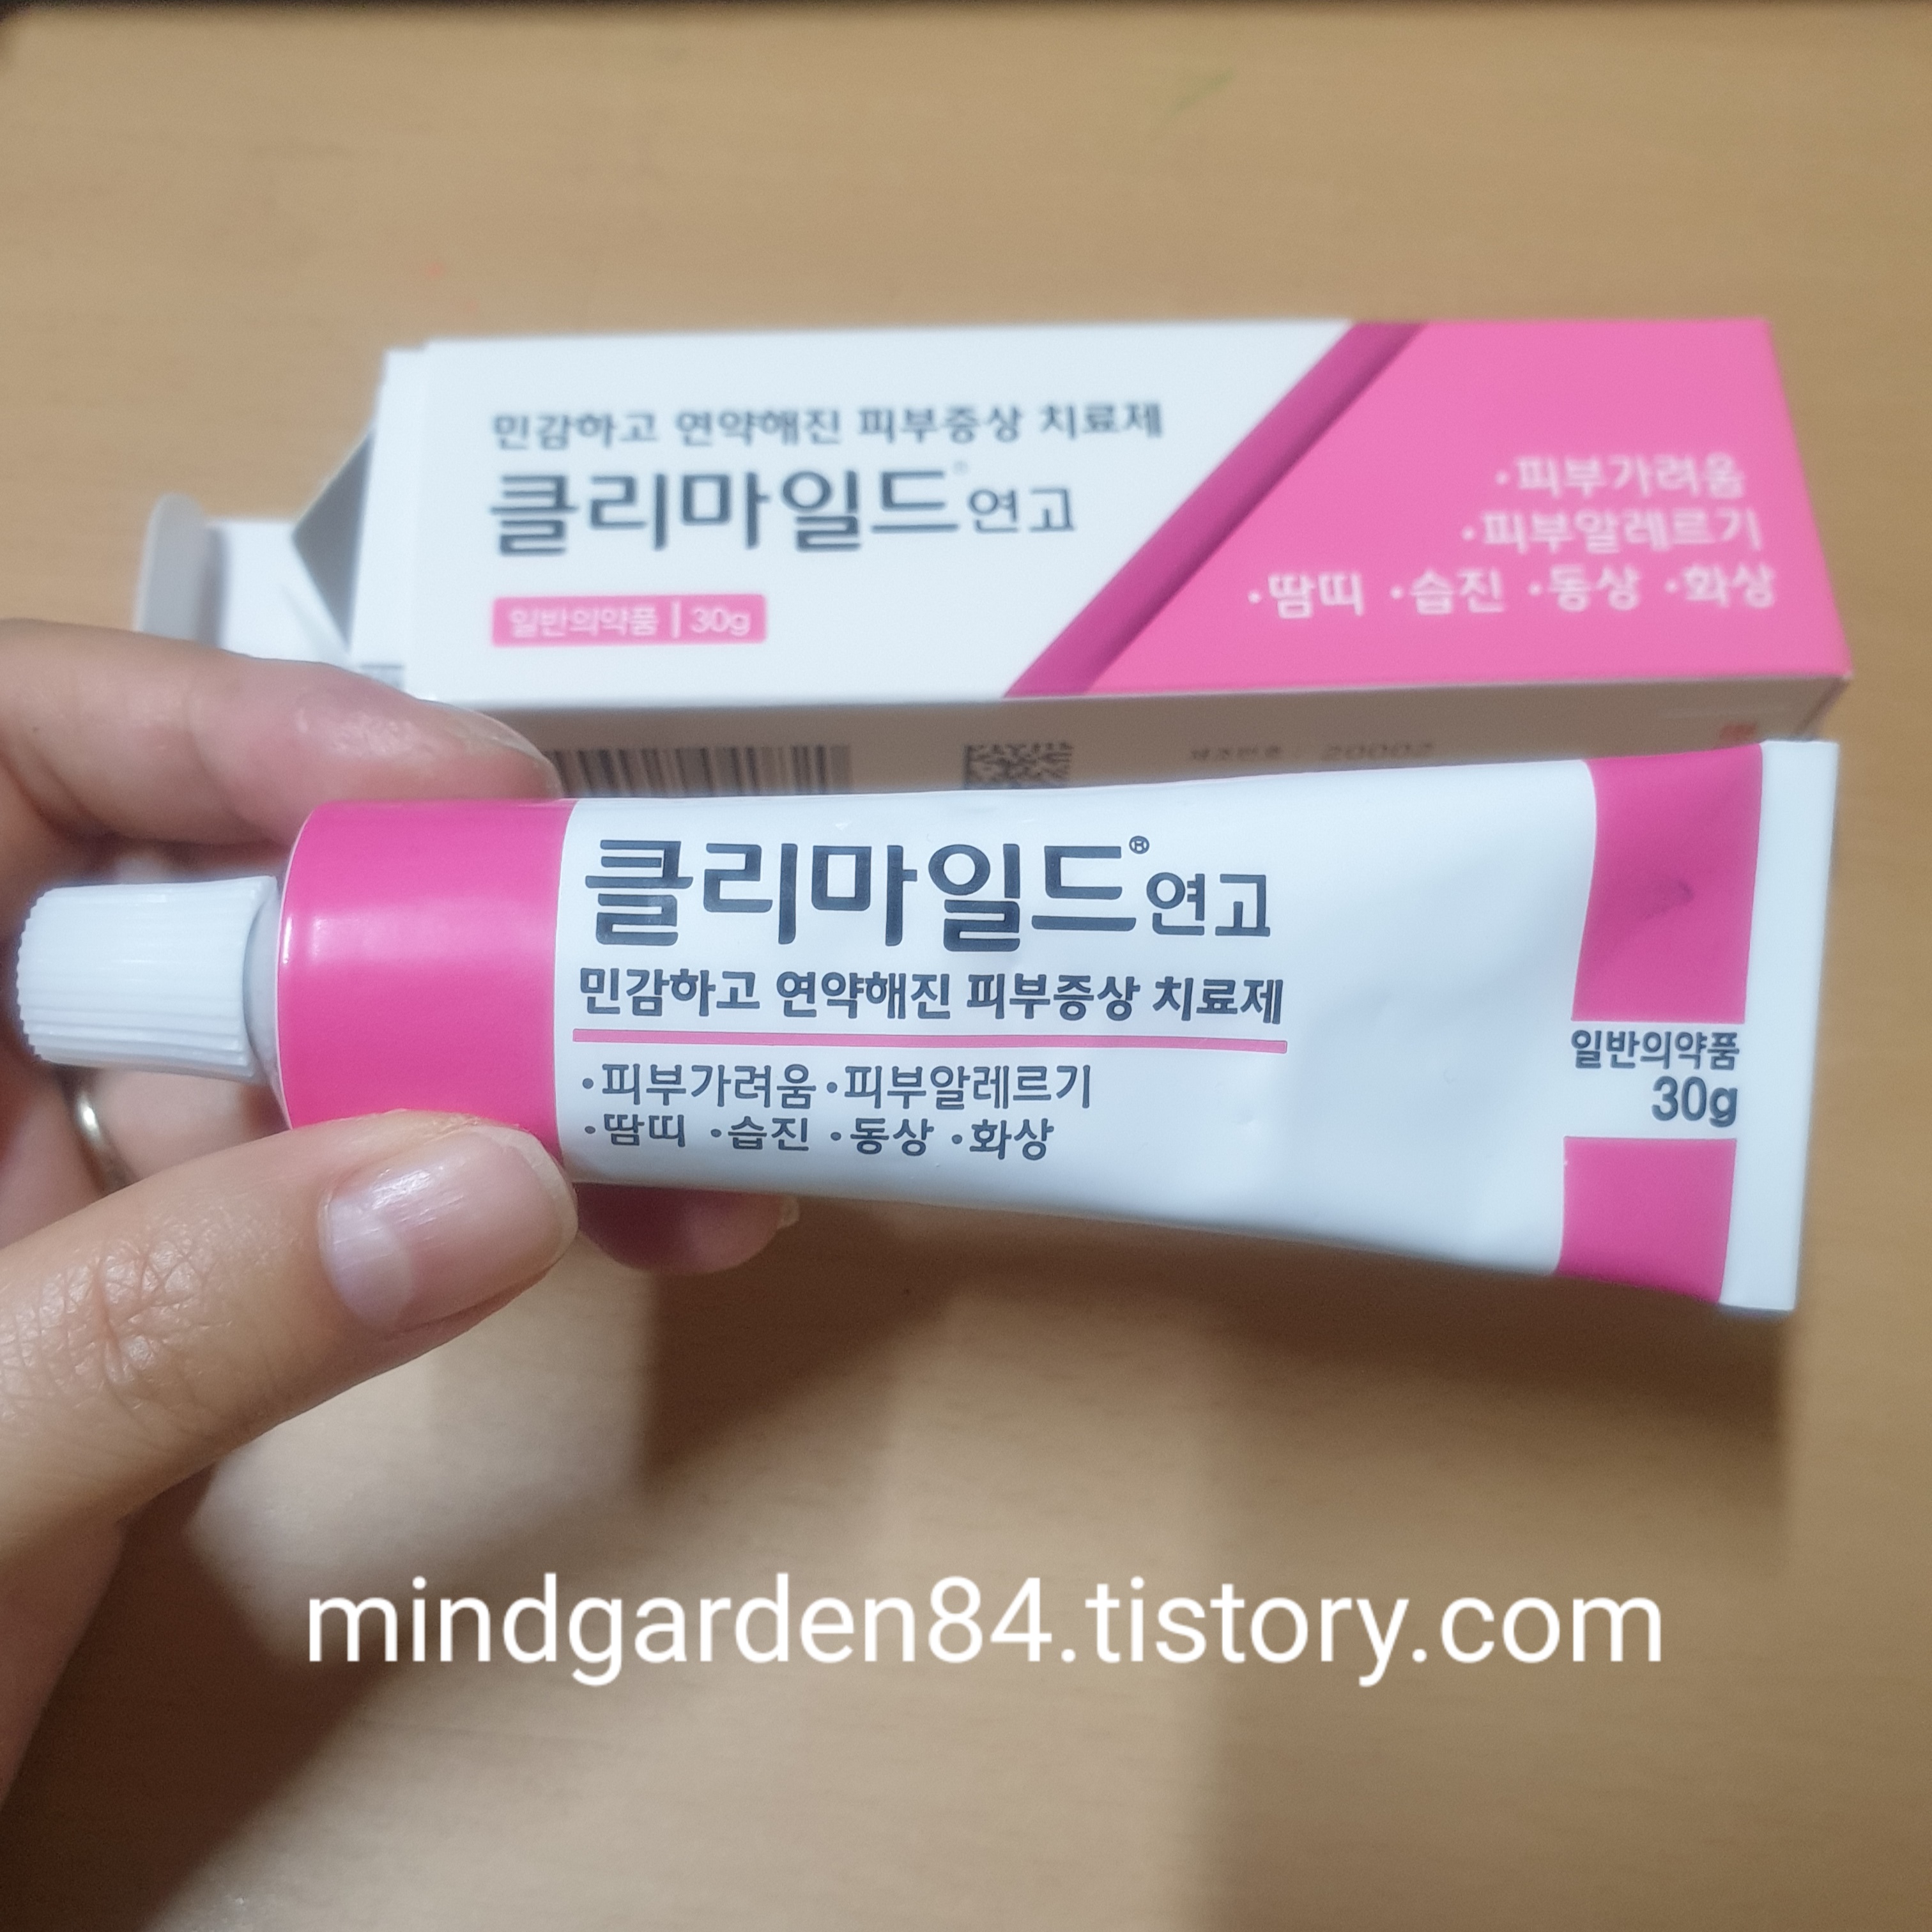 민감하고 연약해진 피부증상 치료제
클리마일드 연고
일반의약품 | 30g
·피부가려움
·피부알레르기
·땀띠 ·습진 ·동상 ·화상
제조번호 : 20002
클리마일드® 연고
민감하고 연약해진 피부증상 치료제
·피부가려움 ·피부알레르기
·땀띠 ·습진 ·동상 ·화상
일반의약품
30g
mindgarden84.tistory.com